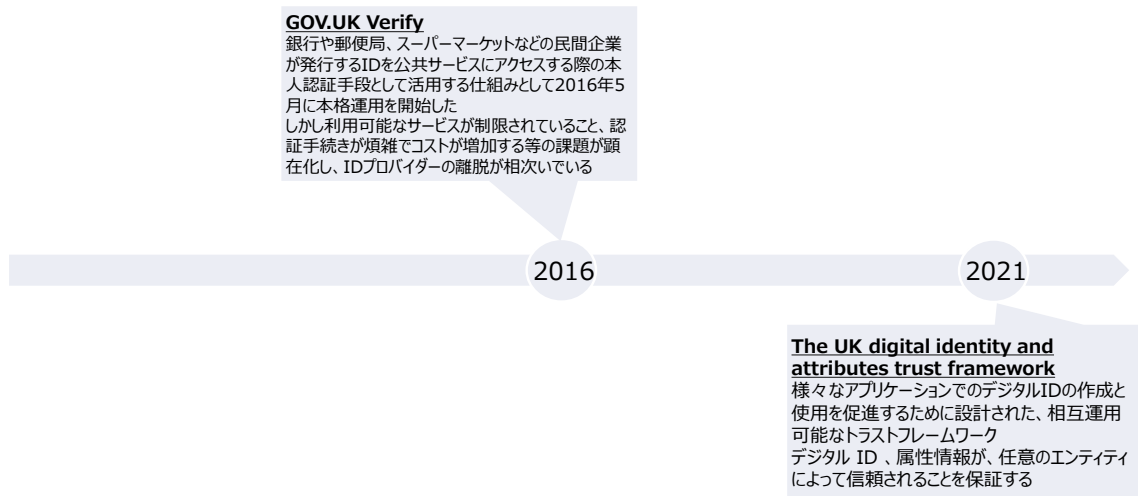 GOV.UK Verify
銀行や郵便局、スーパーマーケットなどの民間企業
が発行するIDを公共サービスにアクセスする際の本
人認証手段として活用する仕組みとして2016年5
月に本格運用を開始した
しかし利用可能なサービスが制限されていること、認
証手続きが煩雑でコストが増加する等の課題が顕
在化し、IDプロバイダーの離脱が相次いでいる
2016
2021
The UK digital identity and
attributes trust framework
様々なアプリケーションでのデジタルIDの作成と
使用を促進するために設計された、相互運用
可能なトラストフレームワーク
デジタル ID 、属性情報が、任意のエンティティ
によって信頼されることを保証する